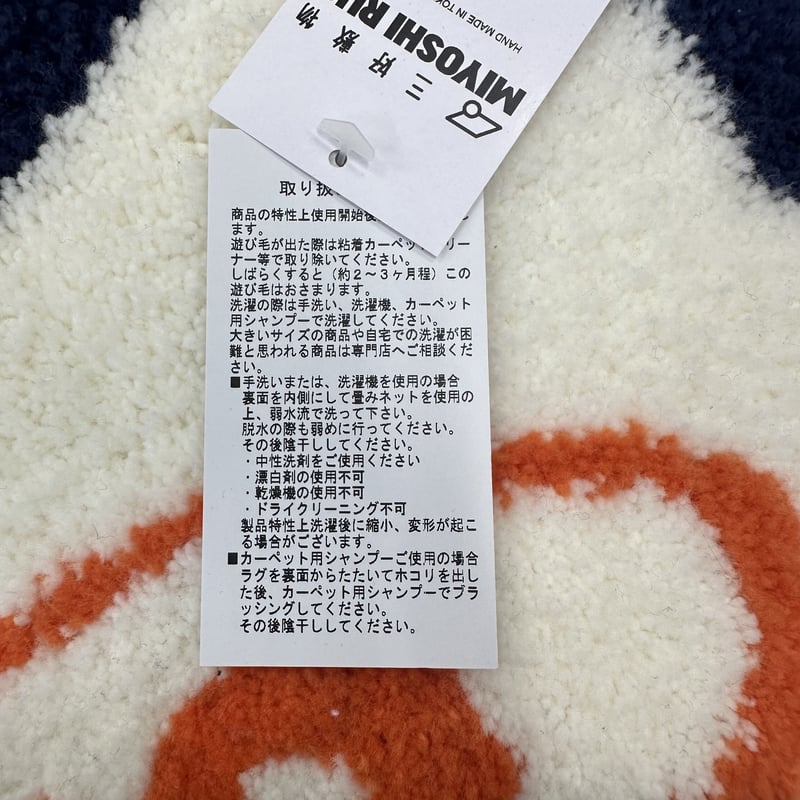 三好敷物
MIYOSHI RU
HAND MADE IN TOK
取り扱
商品の特性上使用開始後
ます。
遊び毛が出た際は粘着カーペットクリー
ナー等で取り除いてください。
しばらくすると（約２～３ヶ月程）この
遊び毛はおさまります。
洗濯の際は手洗い、洗濯機、カーペット
用シャンプーで洗濯してください。
大きいサイズの商品や自宅での洗濯が困
難と思われる商品は専門店へご相談くだ
さい。
■手洗いまたは、洗濯機を使用の場合
裏面を内側にして畳みネットを使用の
上、弱水流で洗って下さい。
脱水の際も弱めに行ってください。
その後陰干ししてください。
・中性洗剤をご使用ください
・漂白剤の使用不可
・乾燥機の使用不可
・ドライクリーニング不可
製品特性上洗濯後に縮小、変形が起こ
る場合がございます。
■カーペット用シャンプーご使用の場合
ラグを裏面からたたいてホコリを出し
た後、カーペット用シャンプーでブラ
ッシングしてください。
その後陰干ししてください。